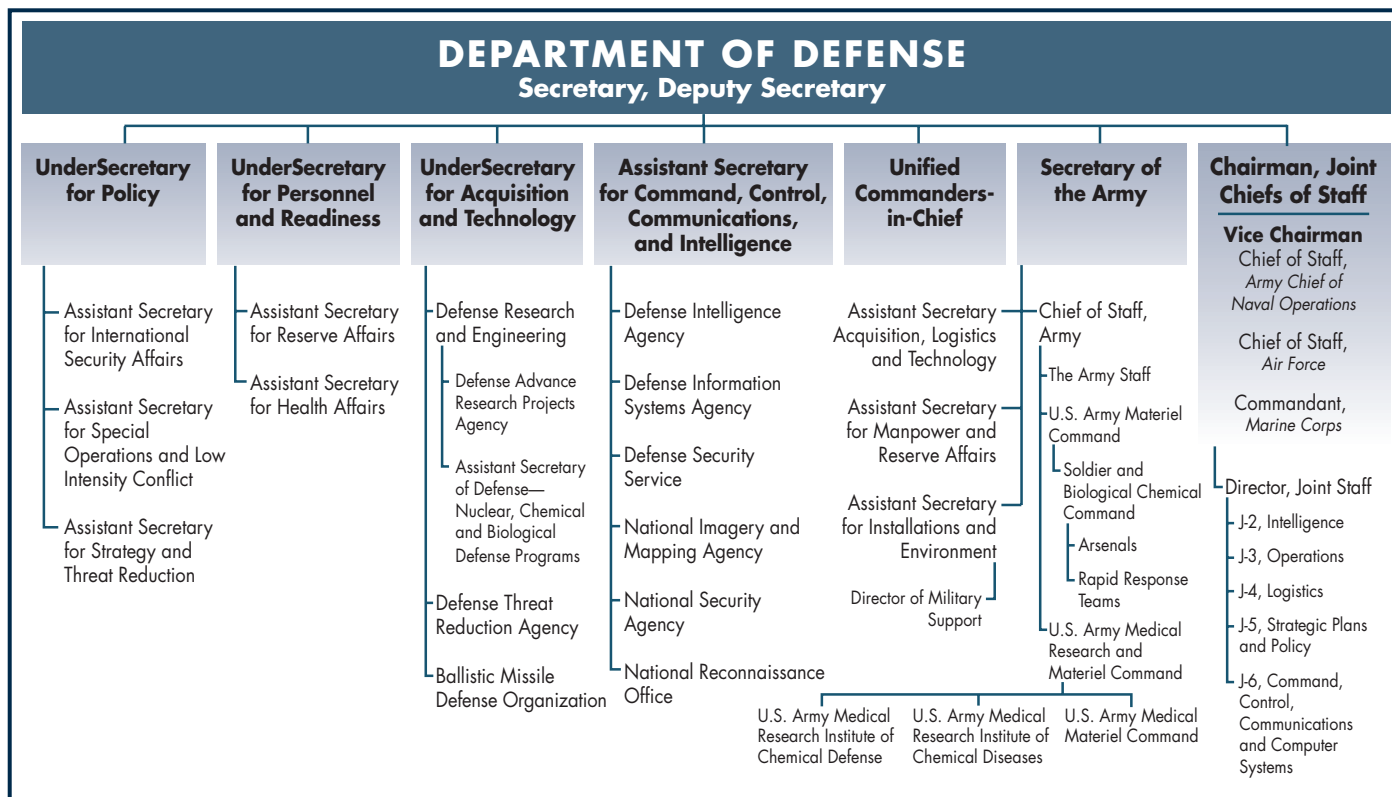 DEPARTMENT OF DEFENSE
Secretary, Deputy Secretary
UnderSecretary
for Policy
Assistant Secretary
for International
Security Affairs
Assistant Secretary
for Special
Operations and Low
Intensity Conflict
Assistant Secretary
for Strategy and
Threat Reduction
UnderSecretary
for Personnel
and Readiness
Assistant Secretary
for Reserve Affairs
Assistant Secretary
for Health Affairs
UnderSecretary
for Acquisition
and Technology
Defense Research
and Engineering
Defense Advance
Research Projects
Agency
Assistant Secretary
of Defense—
Nuclear, Chemical
and Biological
Defense Programs
Defense Threat
Reduction Agency
Ballistic Missile
Defense Organization
Assistant Secretary
for Command, Control,
Communications,
and Intelligence
Defense Intelligence
Agency
Defense Information
Systems Agency
Defense Security
Service
National Imagery and
Mapping Agency
National Security
Agency
National Reconnaissance
Office
Unified
Commanders-
in-Chief
Secretary of
the Army
Assistant Secretary
Acquisition, Logistics
and Technology
Assistant Secretary
for Manpower and
Reserve Affairs
Assistant Secretary
for Installations and
Environment
Director of Military
Support
Chief of Staff,
Army
The Army Staff
U.S. Army Materiel
Command
Soldier and
Biological Chemical
Command
Arsenals
Rapid Response
Teams
U.S. Army Medical
Research and
Materiel Command
U.S. Army Medical
Research Institute of
Chemical Defense
U.S. Army Medical
Research Institute of
Chemical Diseases
U.S. Army Medical
Materiel Command
Chairman, Joint
Chiefs of Staff
Vice Chairman
Chief of Staff,
Army Chief of
Naval Operations
Chief of Staff,
Air Force
Commandant,
Marine Corps
Director, Joint Staff
J-2, Intelligence
J-3, Operations
J-4, Logistics
J-5, Strategic Plans
and Policy
J-6, Command,
Control,
Communications
and Computer
Systems